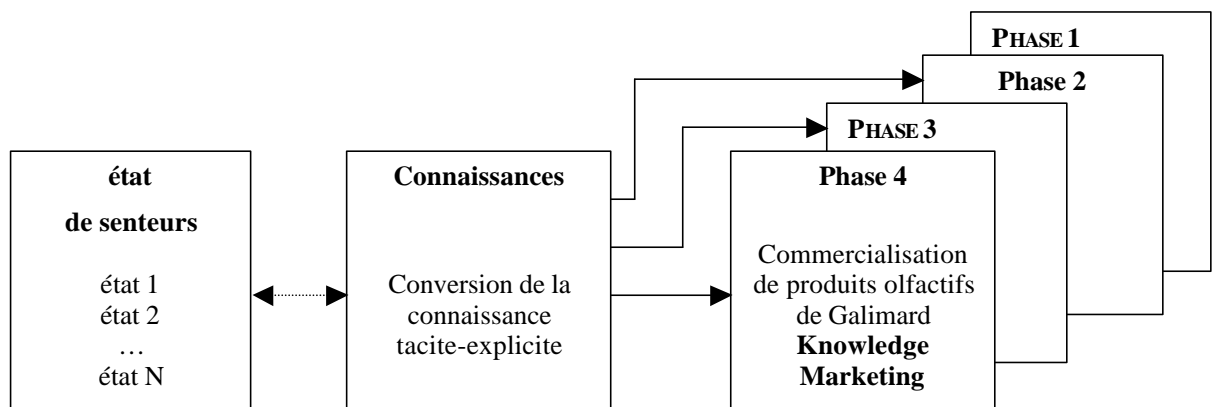 état
de senteurs
état 1
état 2
…
état N
Connaissances
Conversion de la
connaissance
tacite-explicite
PHASE 1
Phase 2
PHASE 3
Phase 4
Commercialisation
de produits olfactifs
de Galimard
Knowledge
Marketing